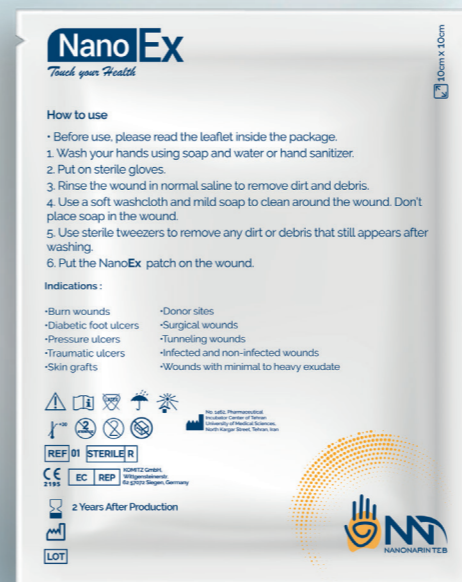 NanoEx
Touch your Health
10cm x 10cm
How to use
• Before use, please read the leaflet inside the package.
1. Wash your hands using soap and water or hand sanitizer.
2. Put on sterile gloves.
3. Rinse the wound in normal saline to remove dirt and debris.
4. Use a soft washcloth and mild soap to clean around the wound. Don't
place soap in the wound.
5. Use sterile tweezers to remove any dirt or debris that still appears after
washing.
6. Put the NanoEx patch on the wound.
Indications :
•Burn wounds
•Diabetic foot ulcers
•Pressure ulcers
•Traumatic ulcers
•Skin grafts
•Donor sites
•Surgical wounds
•Tunneling wounds
•Infected and non-infected wounds
•Wounds with minimal to heavy exudate
No. 1462, Pharmaceutical
Incubator Center of Tehran
University of Medical Sciences,
North Kargar Street, Tehran, Iran
2
REF 01 STERILE R
CE
2195
EC REP
KOMITZ GmbH,
62 57072 Siegen, Germany
2 Years After Production
LOT
NANONARIN TEB